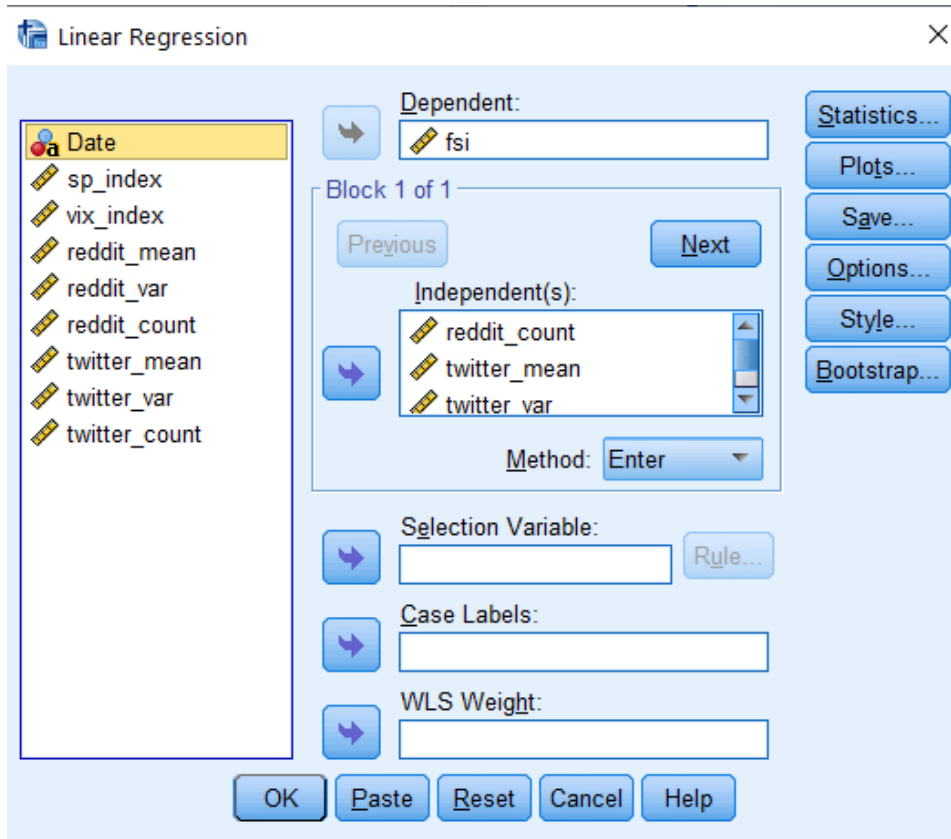 Linear Regression
Date
sp_index
vix_index
reddit_mean
reddit_var
reddit_count
twitter_mean
twitter_var
twitter_count
Dependent:
fsi
Block 1 of 1
Previous
Next
Independent(s):
reddit_count
twitter_mean
twitter_var
Method: Enter
Selection Variable:
Rule...
Case Labels:
WLS Weight:
Statistics...
Plots...
Save...
Options...
Style...
Bootstrap...
OK Paste Reset Cancel Help